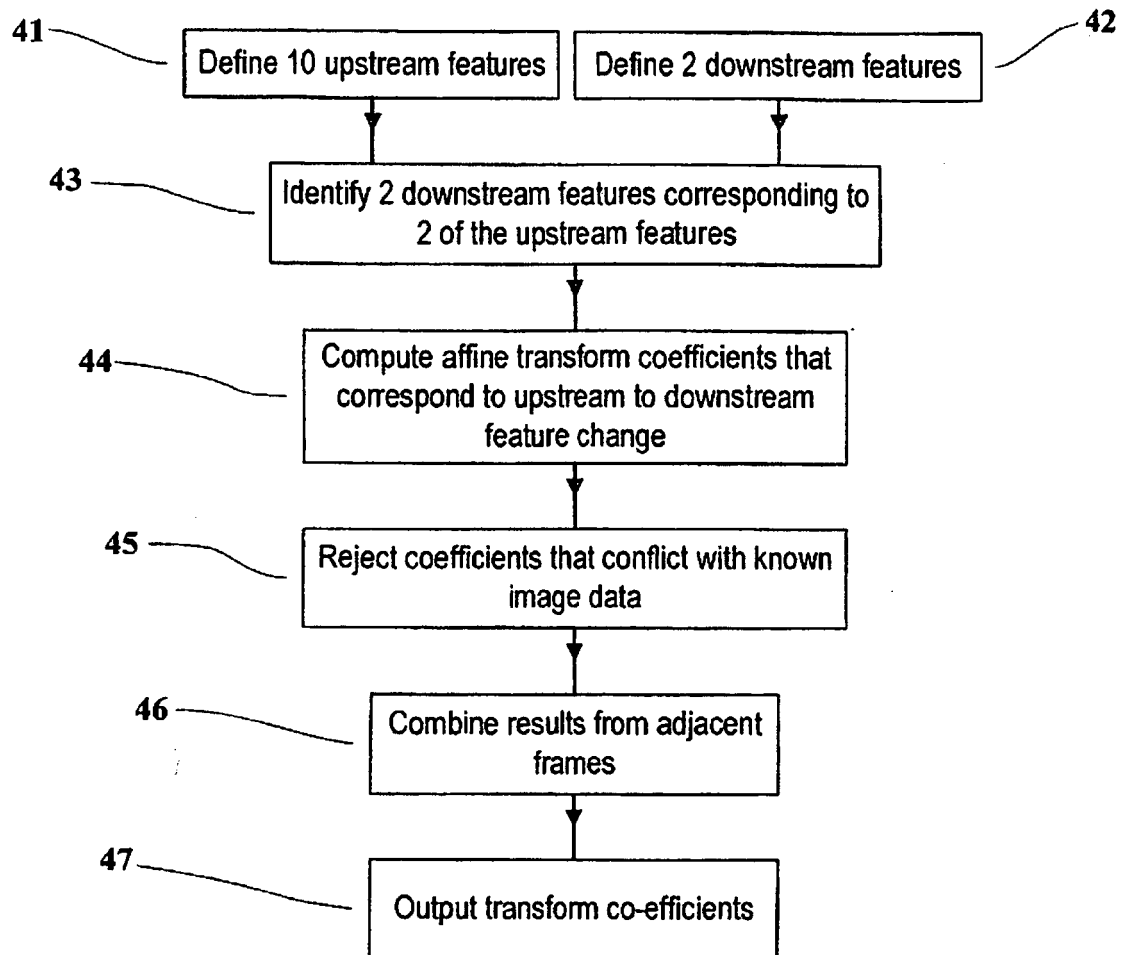 41
42
Define 10 upstream features
Define 2 downstream features
43
Identify 2 downstream features corresponding to
2 of the upstream features
44
Compute affine transform coefficients that
correspond to upstream to downstream
feature change
45
Reject coefficients that conflict with known
image data
46
Combine results from adjacent
frames
47
Output transform co-efficients